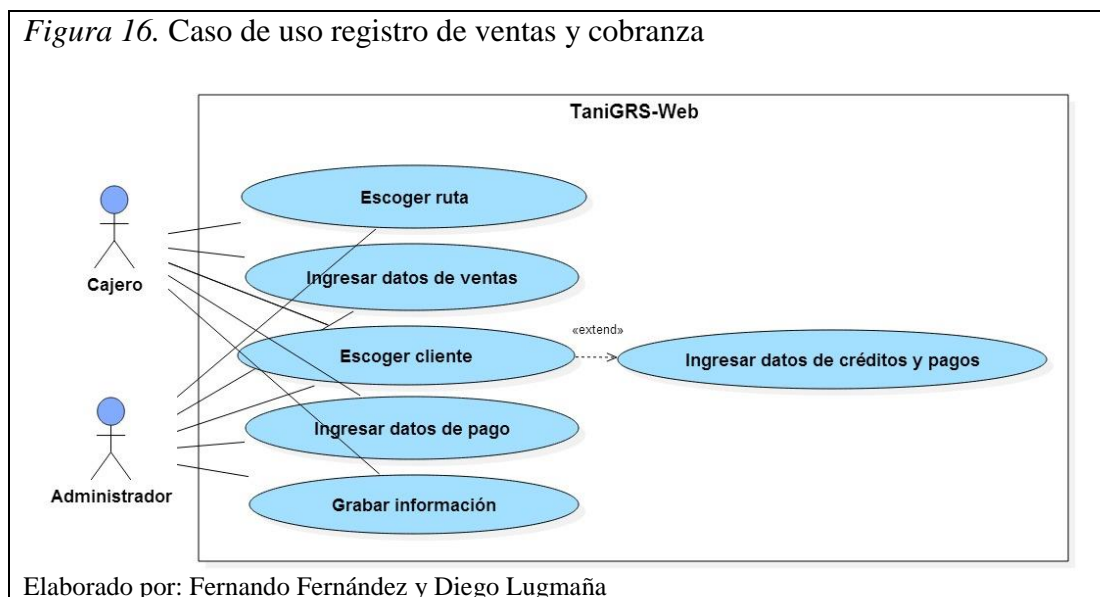 Figura 16. Caso de uso registro de ventas y cobranza
TaniGRS-Web
Escoger ruta
Cajero
Ingresar datos de ventas
«extend»
Escoger cliente
Ingresar datos de créditos y pagos
Ingresar datos de pago
Administrador
Grabar información
Elaborado por: Fernando Fernández y Diego Lugmaña